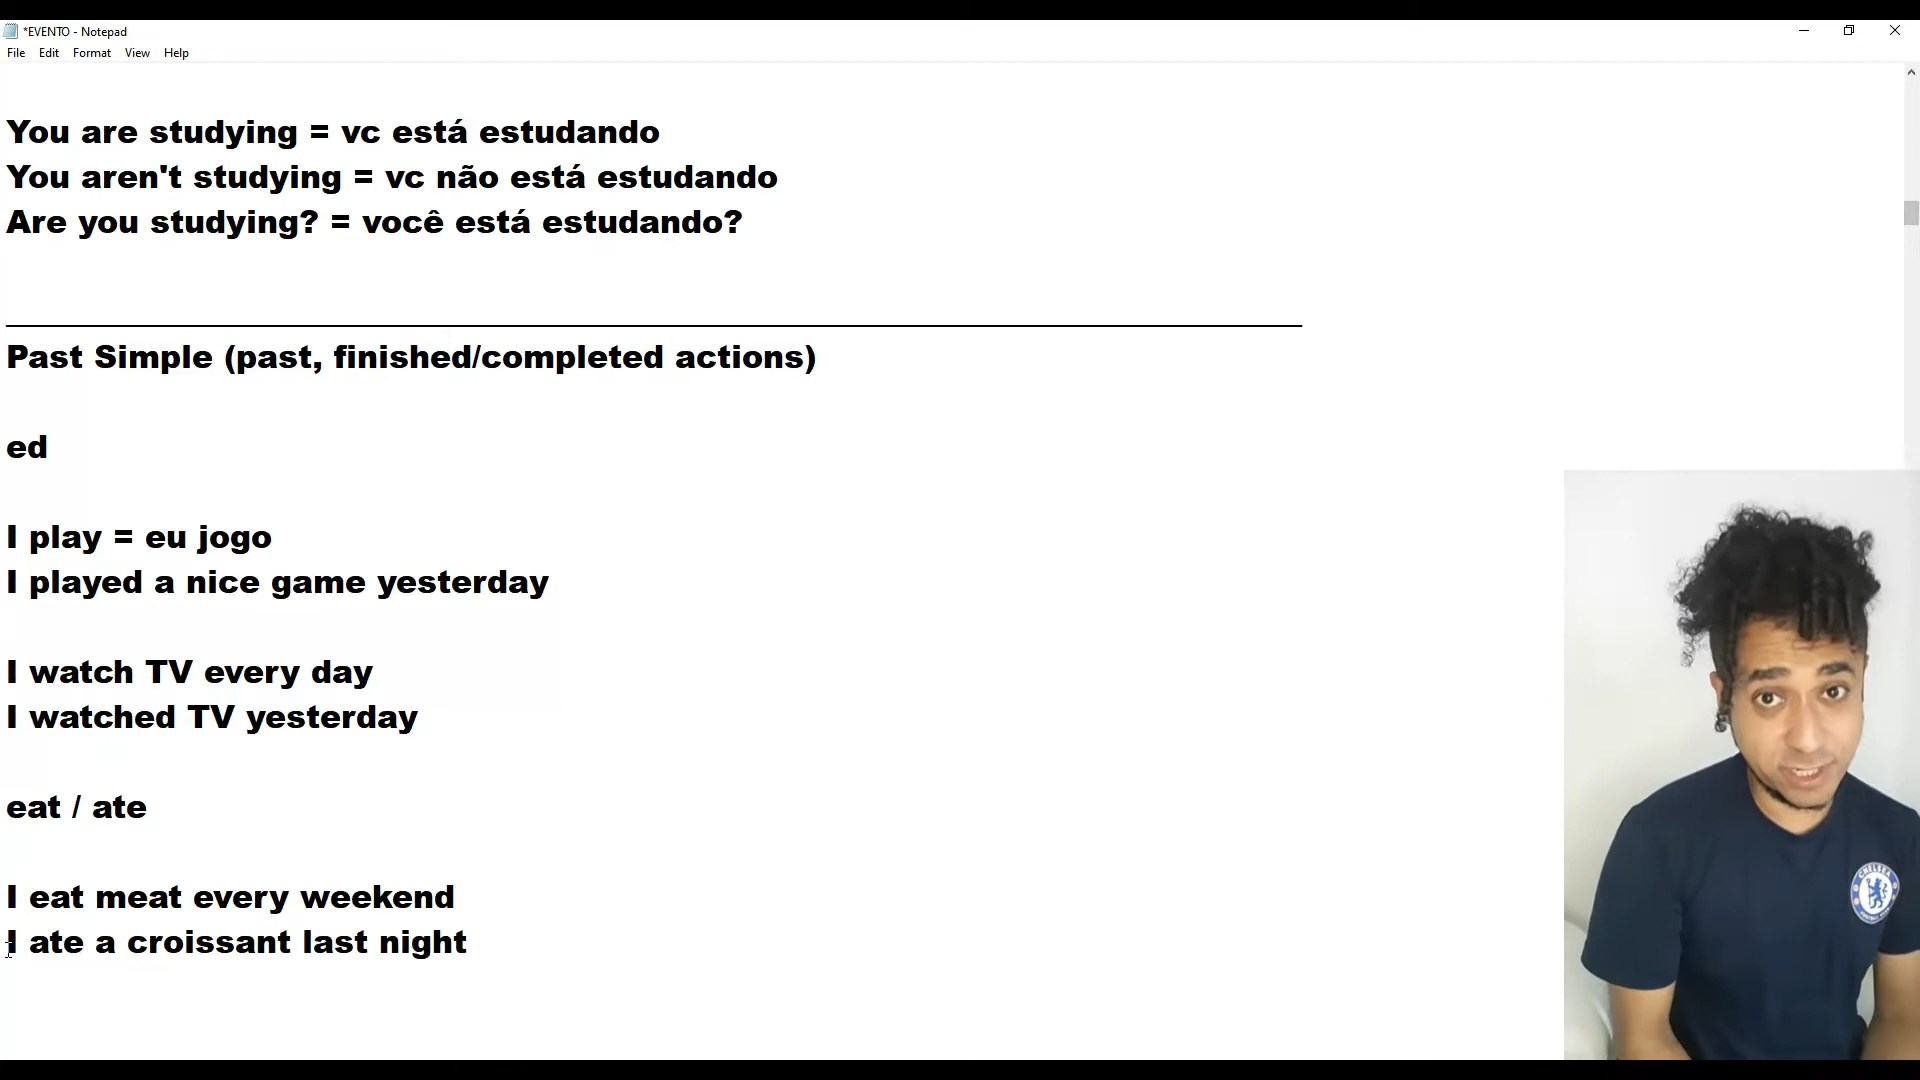 *EVENTO - Notepad
File Edit Format View Help
You are studying = vc está estudando
You aren't studying = vc não está estudando
Are you studying? = você está estudando?
Past Simple (past, finished/completed actions)
ed
I play = eu jogo
I played a nice game yesterday
I watch TV every day
I watched TV yesterday
eat / ate
I eat meat every weekend
I ate a croissant last night
CHELSEA
FOOTBALL CLUB